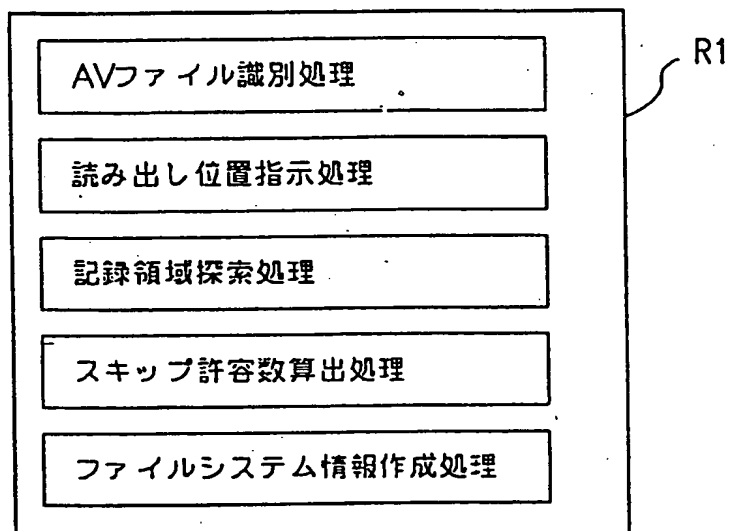 AVファイル識別処理
R1
読み出し位置指示処理
記録領域探索処理
スキップ許容数算出処理
ファイルシステム情報作成処理